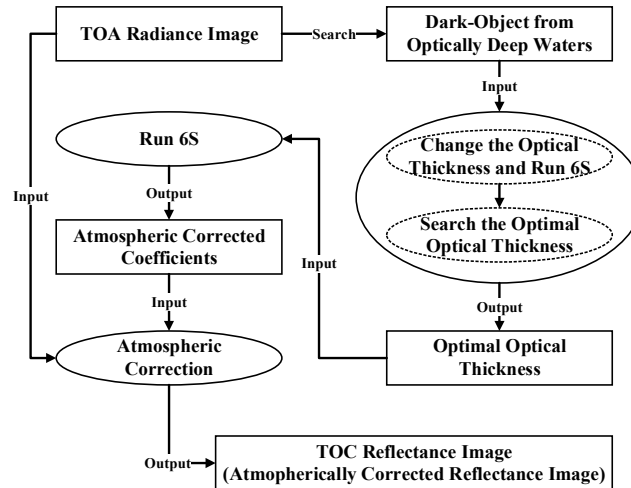 TOA Radiance Image
Search
Dark-Object from
Optically Deep Waters
Input
Change the Optical
Thickness and Run 6S
Search the Optimal
Optical Thickness
Output
Optimal Optical
Thickness
Input
Run 6S
Output
Atmospheric Corrected
Coefficients
Input
Input
Atmospheric
Correction
Output
TOC Reflectance Image
(Atmopherically Corrected Reflectance Image)